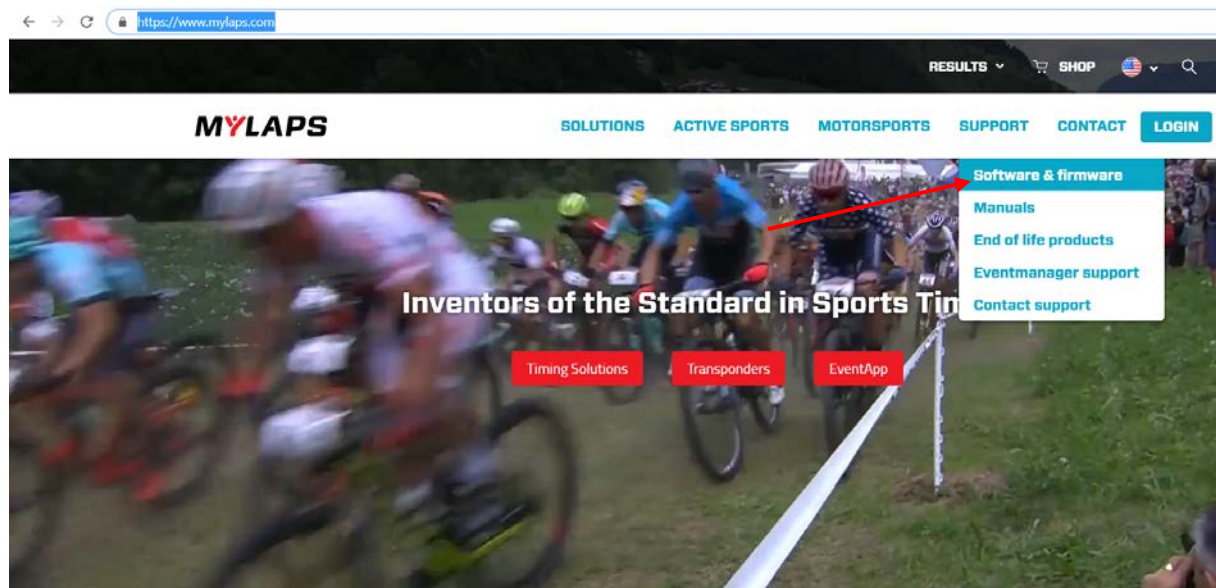 https://www.mylaps.com
RESULTS SHOP
MYLAPS
SOLUTIONS ACTIVE SPORTS MOTORSPORTS SUPPORT CONTACT LOGIN
Software & firmware
Manuals
End of life products
Eventmanager support
Contact support
Inventors of the Standard in Sports
Timing Solutions Transponders EventApp